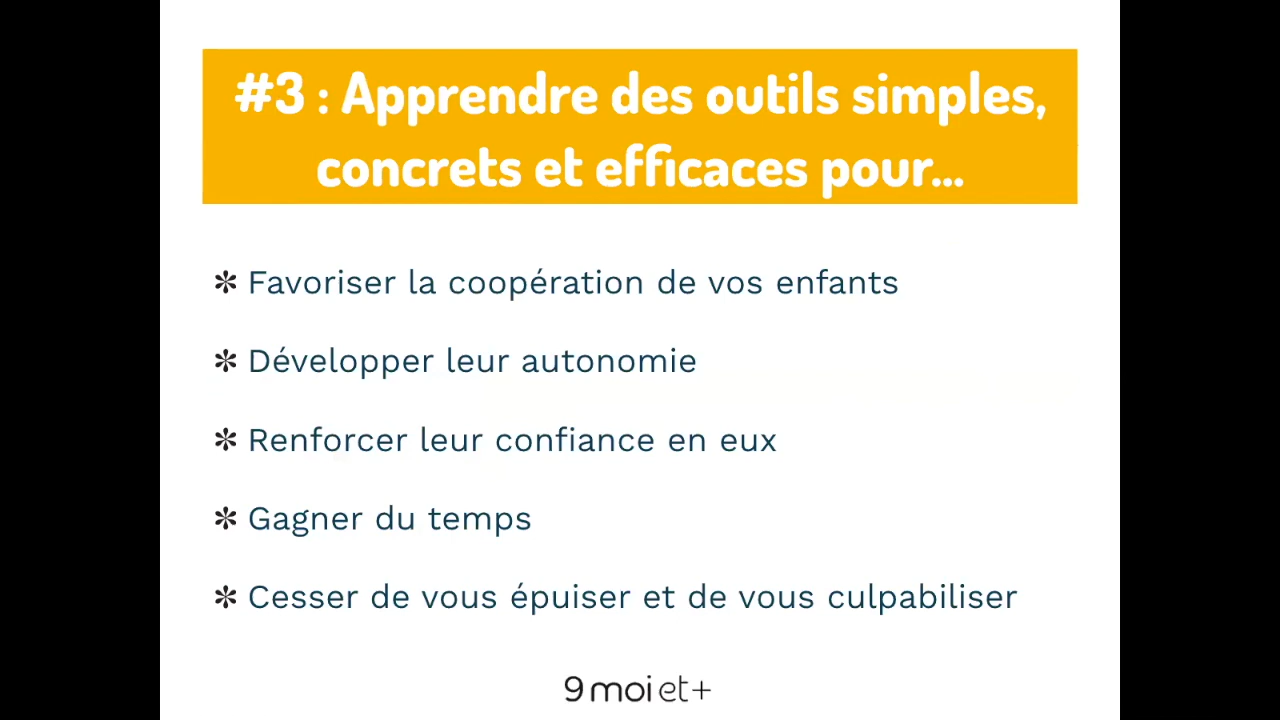 #3 : Apprendre des outils simples,
concrets et efficaces pour...
✻ Favoriser la coopération de vos enfants
✻ Développer leur autonomie
✻ Renforcer leur confiance en eux
✻ Gagner du temps
✻ Cesser de vous épuiser et de vous culpabiliser
9 moi et+